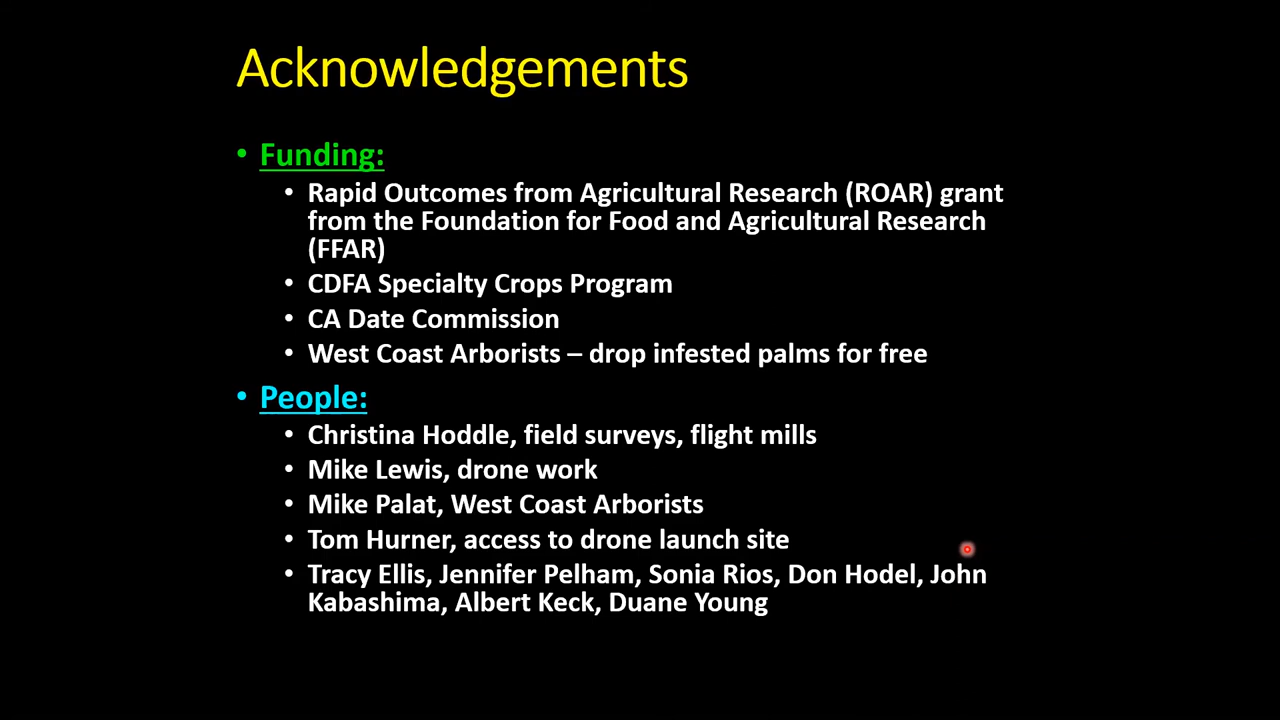 Acknowledgements
• Funding:
• Rapid Outcomes from Agricultural Research (ROAR) grant
from the Foundation for Food and Agricultural Research
(FFAR)
• CDFA Specialty Crops Program
• CA Date Commission
• West Coast Arborists – drop infested palms for free
• People:
• Christina Hoddle, field surveys, flight mills
• Mike Lewis, drone work
• Mike Palat, West Coast Arborists
• Tom Hurner, access to drone launch site
• Tracy Ellis, Jennifer Pelham, Sonia Rios, Don Hodel, John
Kabashima, Albert Keck, Duane Young